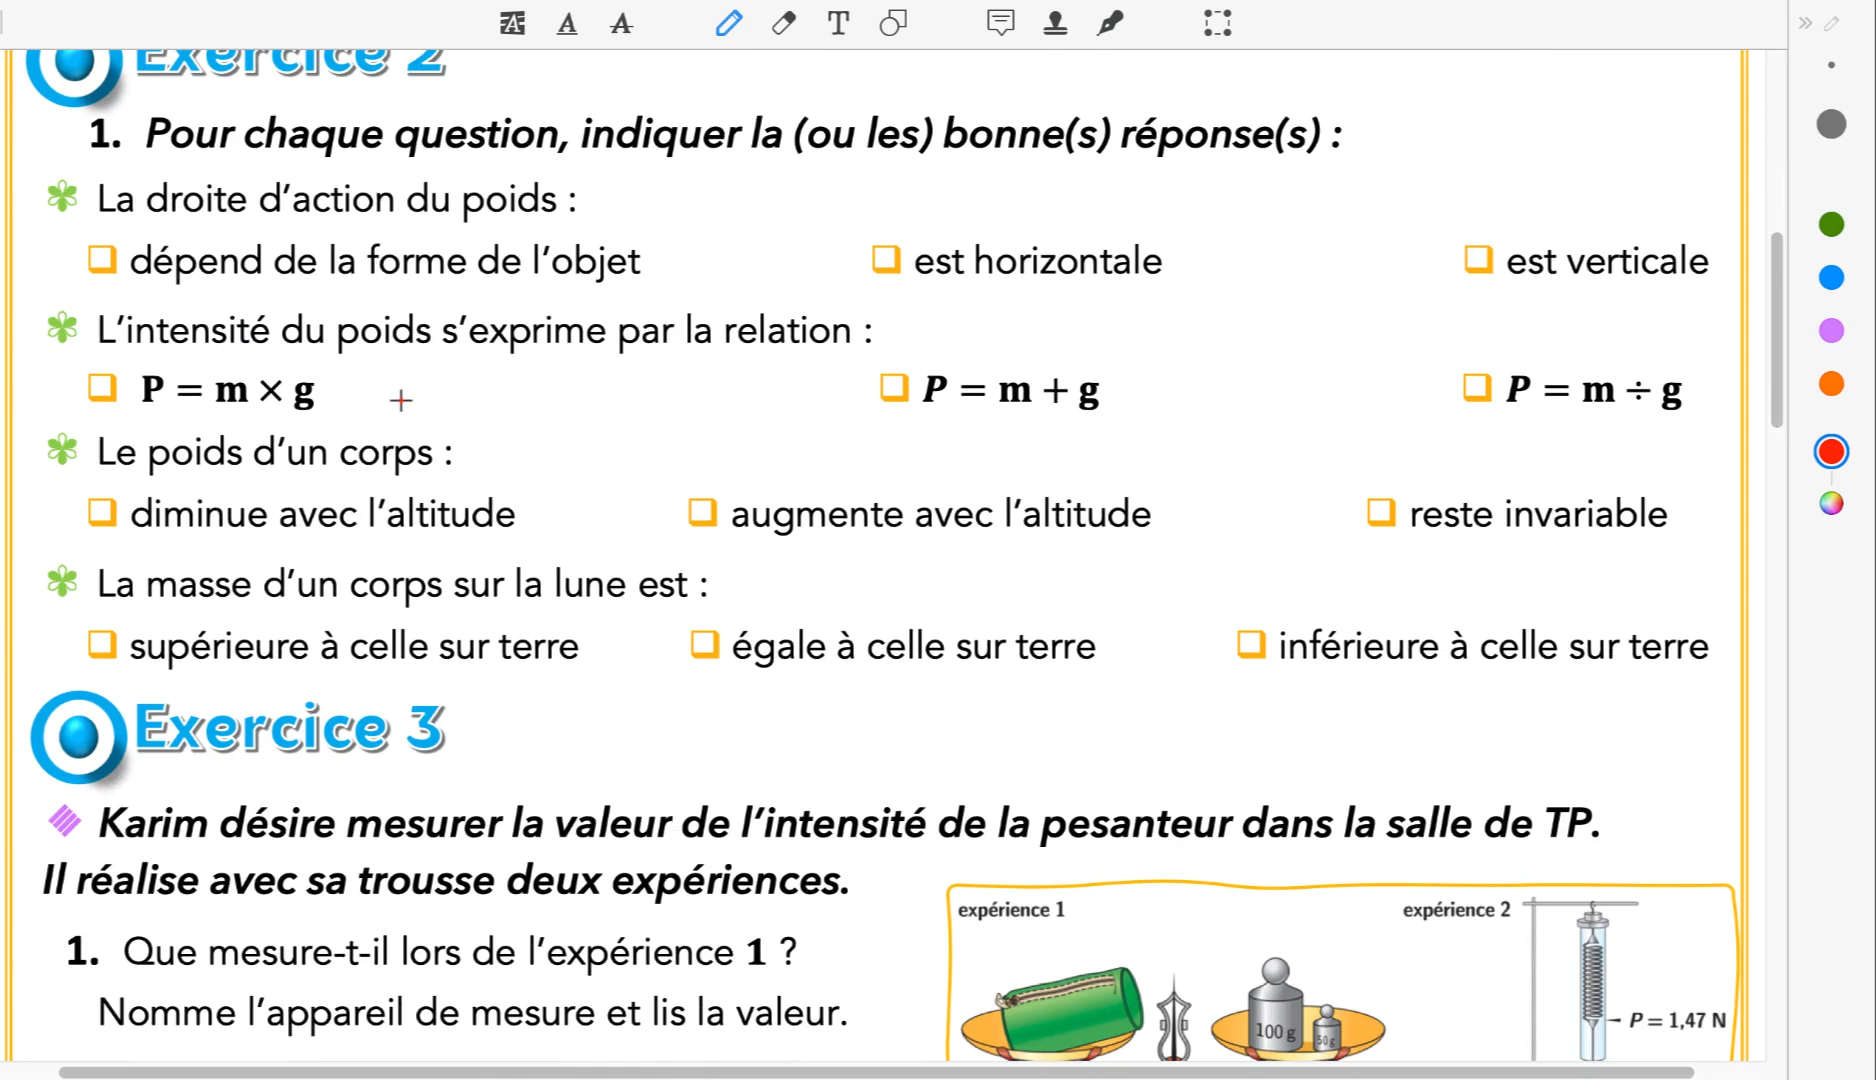 Exercice 2
1. Pour chaque question, indiquer la (ou les) bonne(s) réponse(s) :
La droite d’action du poids :
dépend de la forme de l’objet est horizontale est verticale
L’intensité du poids s’exprime par la relation :
P = m × g P = m + g P = m ÷ g
Le poids d’un corps :
diminue avec l’altitude augmente avec l’altitude reste invariable
La masse d’un corps sur la lune est :
supérieure à celle sur terre égale à celle sur terre inférieure à celle sur terre
Exercice 3
Karim désire mesurer la valeur de l’intensité de la pesanteur dans la salle de TP.
Il réalise avec sa trousse deux expériences.
expérience 1 expérience 2
1. Que mesure-t-il lors de l’expérience 1 ?
Nomme l’appareil de mesure et lis la valeur.
100 g 50 g P = 1,47 N